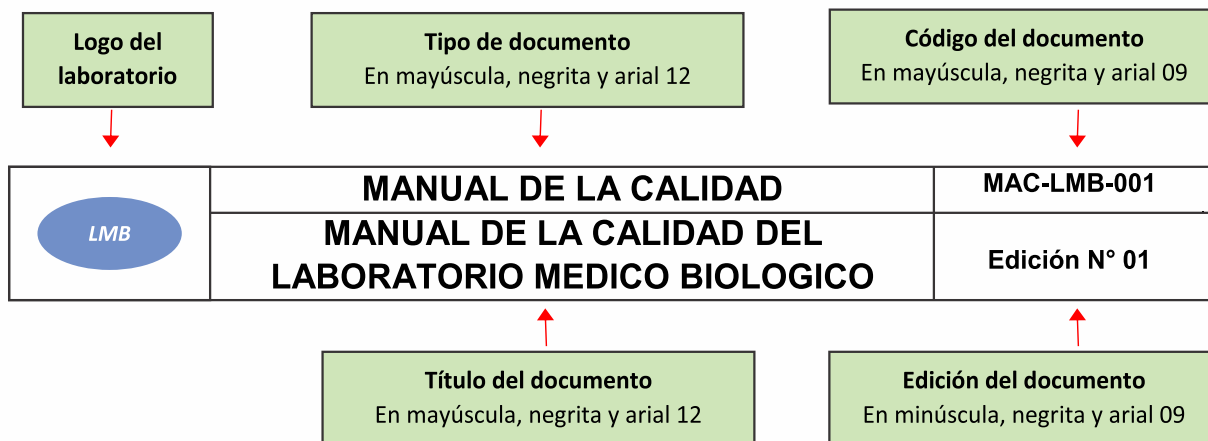 Logo del
laboratorio
Tipo de documento
En mayúscula, negrita y arial 12
Código del documento
En mayúscula, negrita y arial 09
LMB
MANUAL DE LA CALIDAD
MAC-LMB-001
MANUAL DE LA CALIDAD DEL
LABORATORIO MEDICO BIOLOGICO
Edición N° 01
Título del documento
En mayúscula, negrita y arial 12
Edición del documento
En minúscula, negrita y arial 09